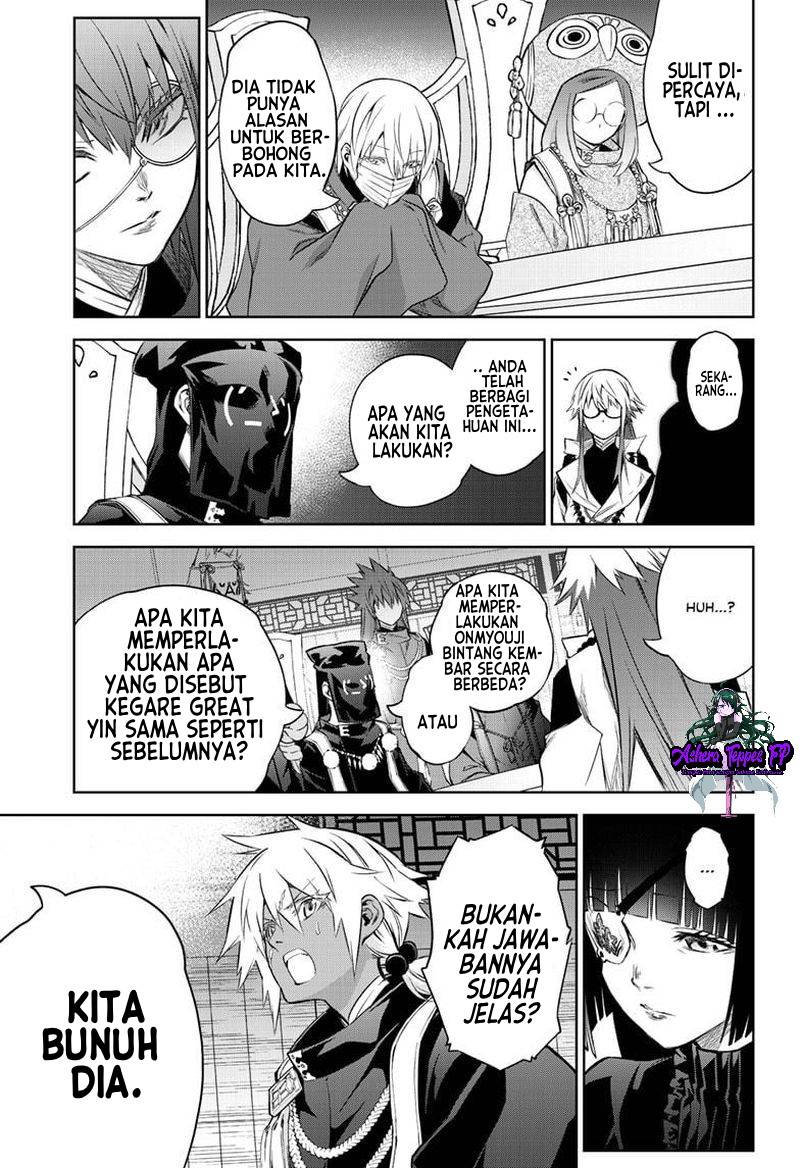 SULIT DI-
PERCAYA,
TAPI ...
DIA TIDAK
PUNYA
ALASAN
UNTUK BER-
BOHONG
PADA KITA.
SEKA-
RANG...
.. ANDA
TELAH
BERBAGI
PENGETA-
HUAN INI...
APA YANG
AKAN KITA
LAKUKAN?
HUH...?
APA KITA
MEMPER-
LAKUKAN
ONMYOUJI
BINTANG KEM-
BAR SECARA
BERBEDA?
ATAU
APA KITA
MEMPERLA-
KUKAN APA
YANG DISEBUT
KEGARE GREAT
YIN SAMA SEPERTI
SEBELUMNYA?
Ashera Teppes FP
...
BUKAN-
KAH JAWA-
BANNYA
SUDAH
JELAS?
KITA
BUNUH
DIA.